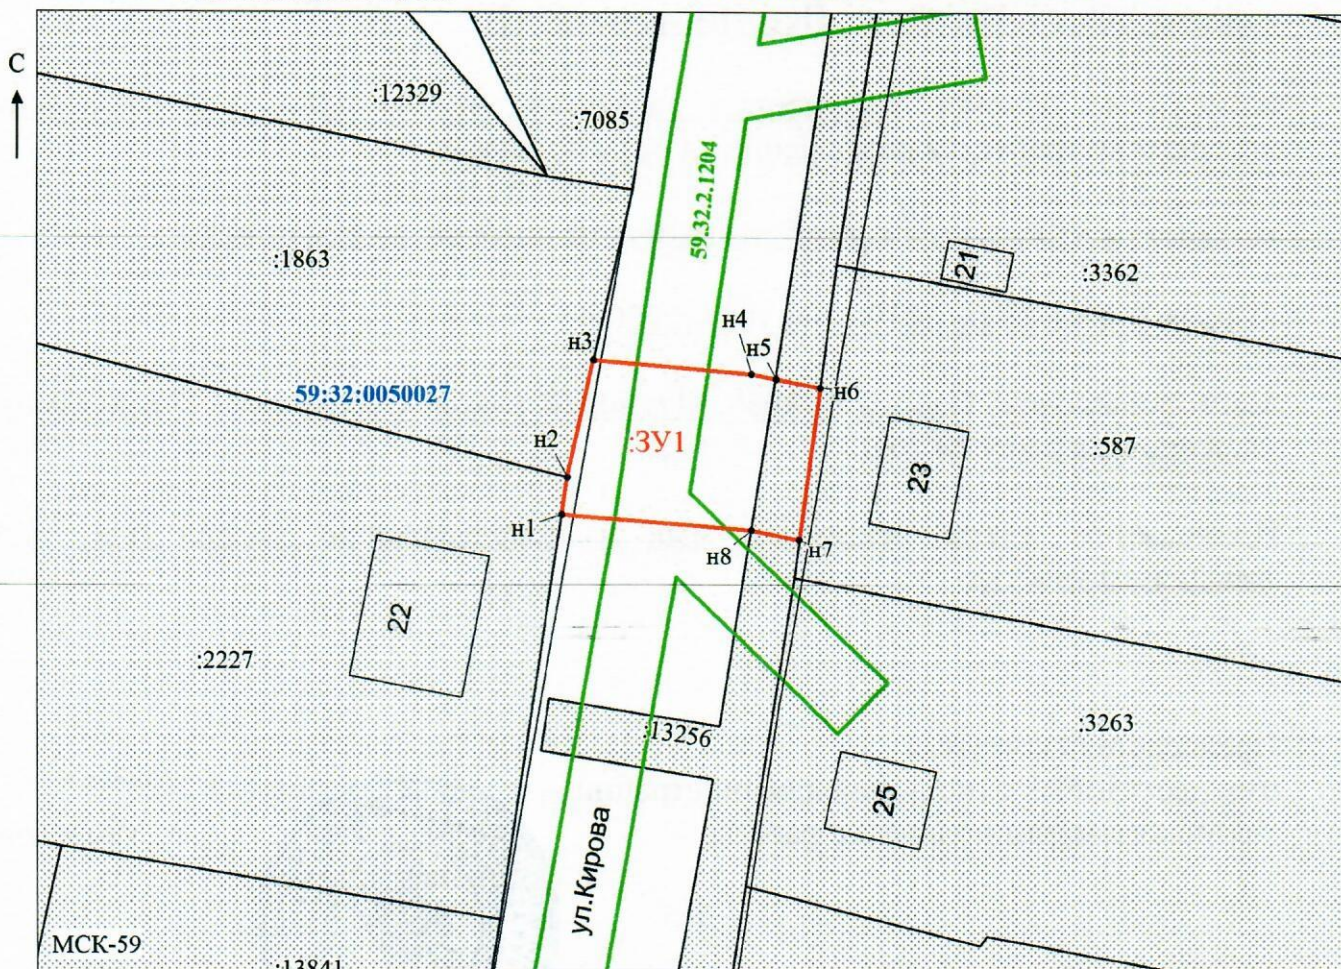 С
:12329
:7085
59.32.2.1204
:1863
21
:3362
н4
н3
н5
59:32:0050027
н6
:ЗУ1
:587
н2
23
н1
н8
н7
22
:2227
:3263
:13256
25
ул.Кирова
МСК-59
:13841